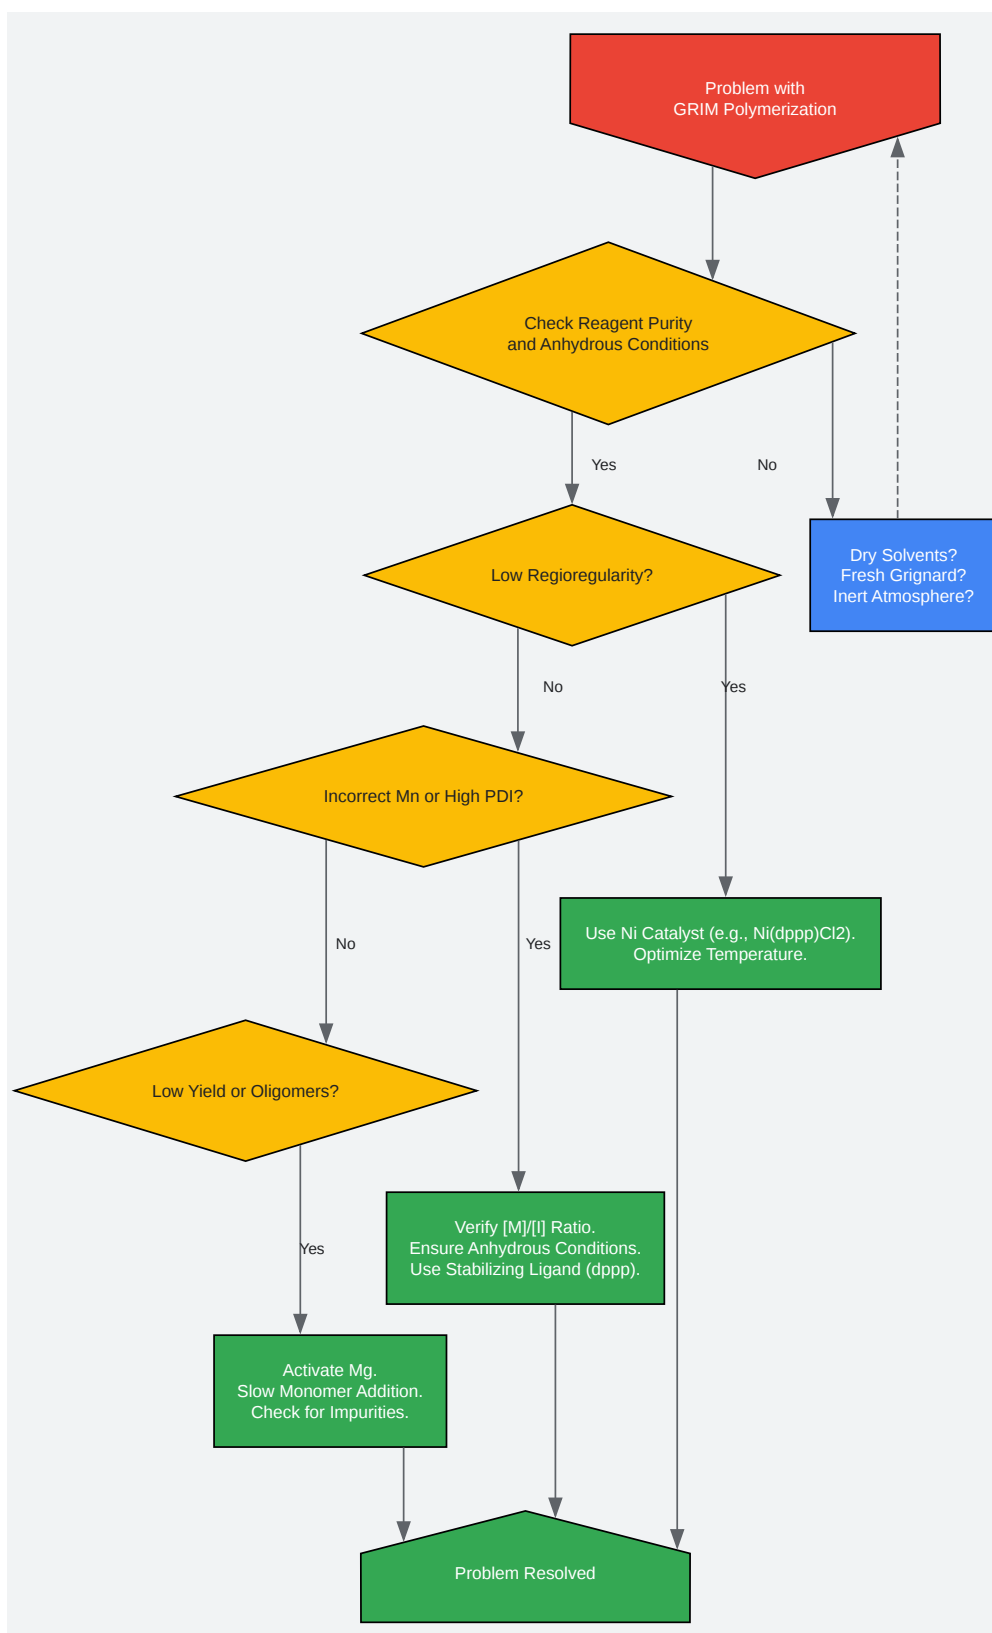 Problem with
GRIM Polymerization
Check Reagent Purity
and Anhydrous Conditions
Yes
No
Low Regioregularity?
Dry Solvents?
Fresh Grignard?
Inert Atmosphere?
No
Yes
Incorrect Mn or High PDI?
Use Ni Catalyst (e.g., Ni(dppp)Cl2).
Optimize Temperature.
No
Yes
Low Yield or Oligomers?
Verify [M]/[I] Ratio.
Ensure Anhydrous Conditions.
Use Stabilizing Ligand (dppp).
Yes
Activate Mg.
Slow Monomer Addition.
Check for Impurities.
Problem Resolved